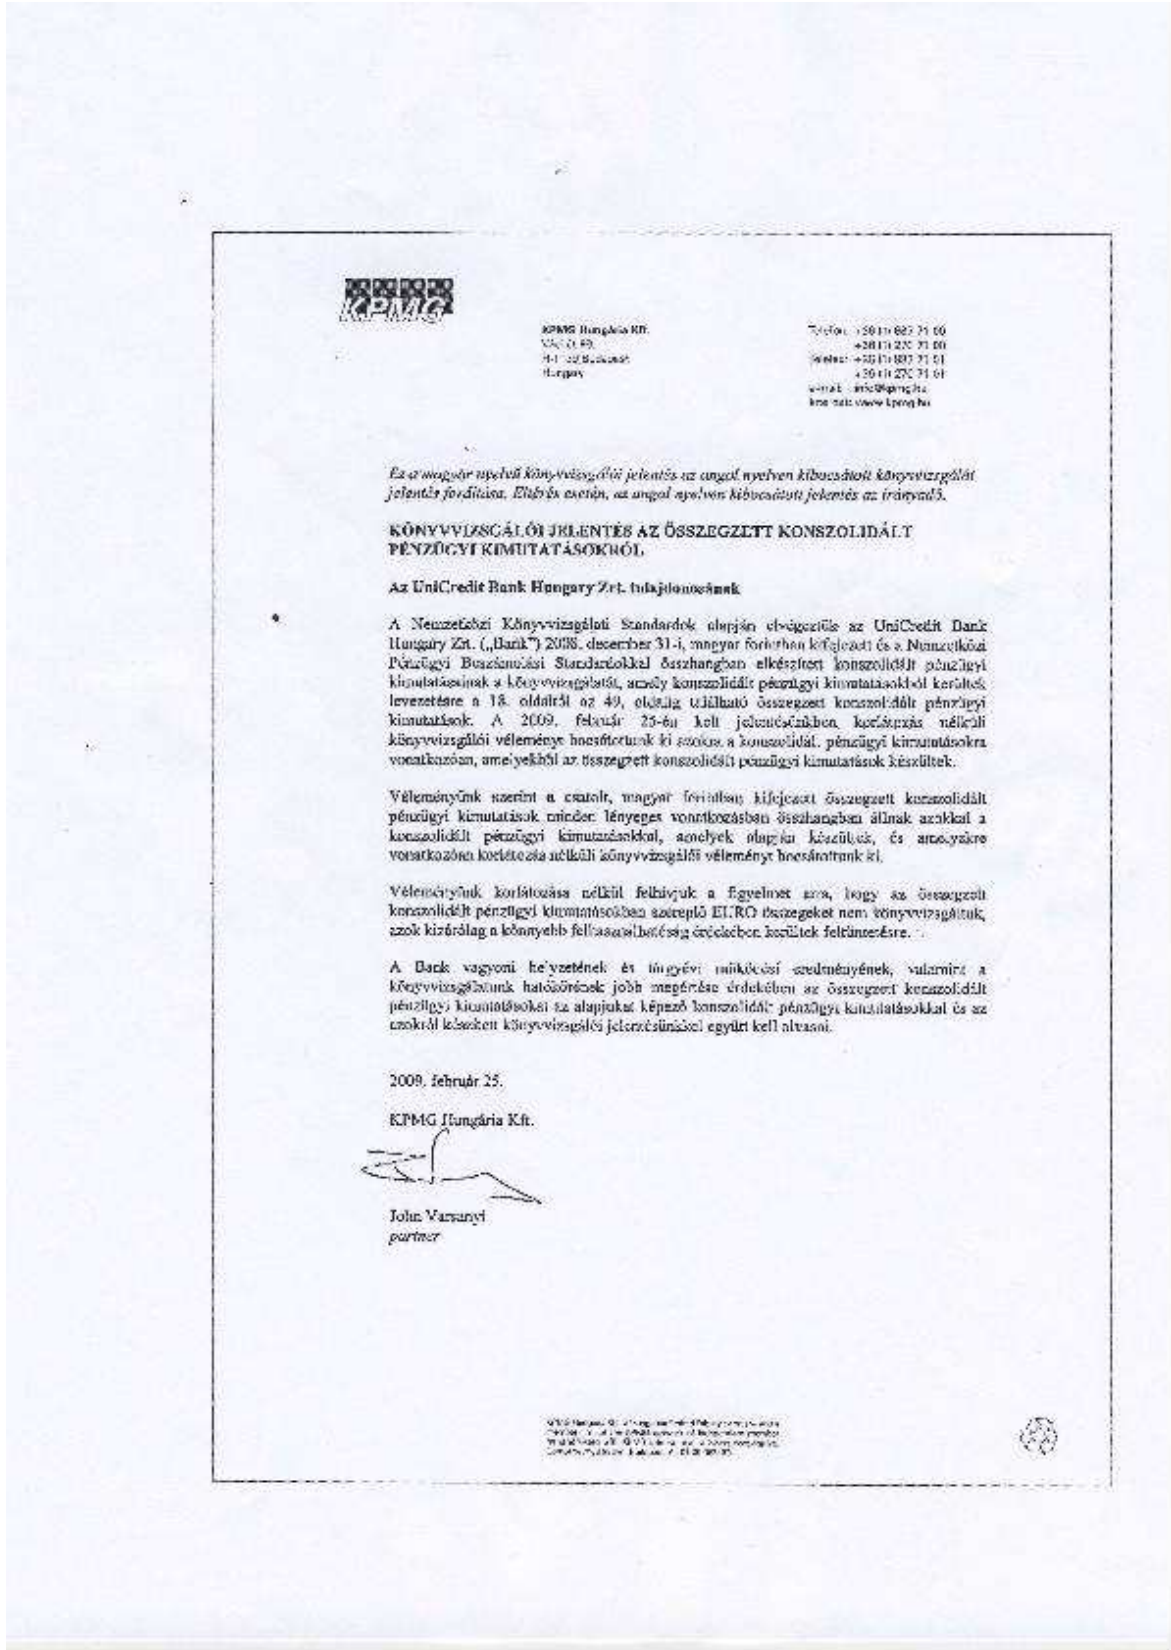 KPMG
KPMG Hungária Kft.
Hungary
Telefon:
e-mail: info@kpmg.hu
www.kpmg.hu
Ez a magyar nyelvű könyvvizsgálói jelentés az angol nyelven kibocsátott könyvvizsgálói
jelentés fordítása. Eltérés esetén, az angol nyelven kibocsátott jelentés az irányadó.
KÖNYVVIZSGÁLÓI JELENTÉS AZ ÖSSZEGZETT KONSZOLIDÁLT
PÉNZÜGYI KIMUTATÁSOKRÓL
Az UniCredit Bank Hungary Zrt. tulajdonosának
A Nemzetközi Könyvvizsgálati Standardok alapján elvégeztük az UniCredit Bank
Hungary Zrt. („Bank”) 2008. december 31-i, magyar forintban kifejezett és a Nemzetközi
Pénzügyi Beszámolási Standardokkal összhangban elkészített konszolidált pénzügyi
kimutatásainak a könyvvizsgálatát, amely konszolidált pénzügyi kimutatásokból kerültek
levezetésre a 18. oldaltól az 49. oldalig található összegzett konszolidált pénzügyi
kimutatások. A 2009. február 25-én kelt jelentésünkben korlátozás nélküli
könyvvizsgálói véleményt bocsátottunk ki azokra a konszolidált pénzügyi kimutatásokra
vonatkozóan, amelyekből az összegzett konszolidált pénzügyi kimutatások készültek.
Véleményünk szerint a csatolt, magyar forintban kifejezett összegzett konszolidált
pénzügyi kimutatások minden lényeges vonatkozásban összhangban állnak azokkal a
konszolidált pénzügyi kimutatásokkal, amelyek alapján készültek, és amelyekre
vonatkozóan korlátozás nélküli könyvvizsgálói véleményt bocsátottunk ki.
Véleményünk korlátozása nélkül felhívjuk a figyelmet arra, hogy az összegzett
konszolidált pénzügyi kimutatásokban szereplő EURO összegeket nem könyvvizsgáltuk,
azok kizárólag a könnyebb felhasználhatóság érdekében kerültek feltüntetésre.
A Bank vagyoni helyzetének és tárgyévi működési eredményének, valamint a
könyvvizsgálatunk hatókörének jobb megértése érdekében az összegzett konszolidált
pénzügyi kimutatásokat az alapjukat képező konszolidált pénzügyi kimutatásokkal és az
azokról készített könyvvizsgálói jelentésünkkel együtt kell olvasni.
2009. február 25.
KPMG Hungária Kft.
John Varsanyi
partner